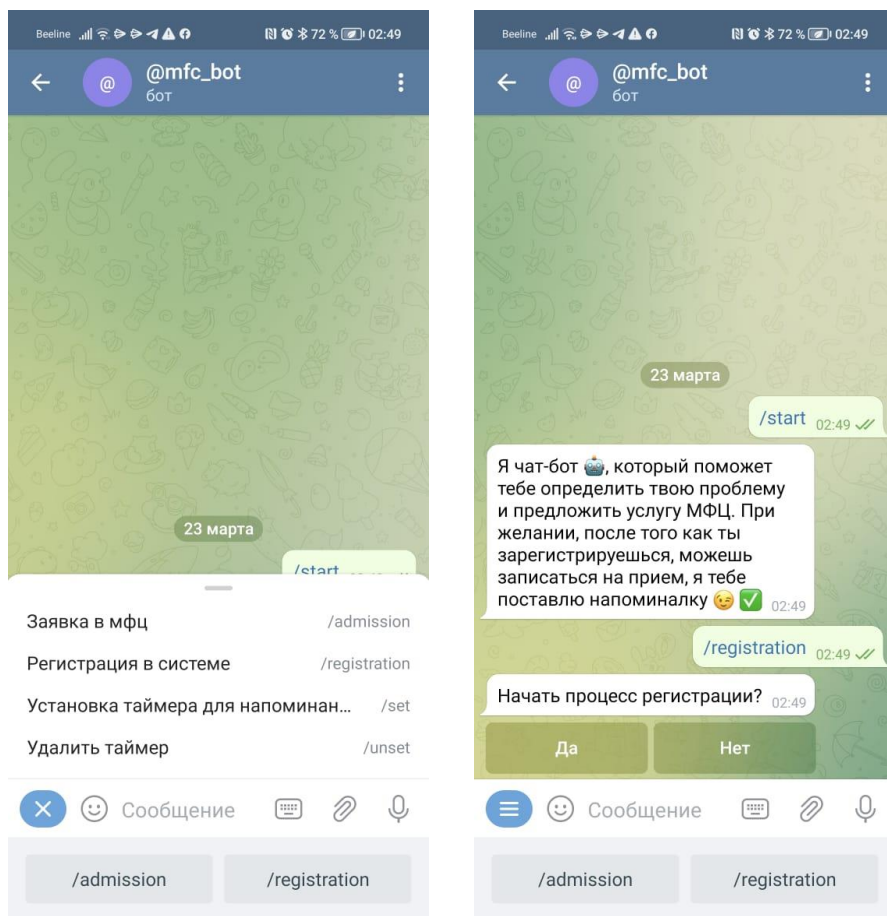 Beeline 72 % 02:49
@mfc_bot
бот
23 марта
/start
Заявка в мфц /admission
Регистрация в системе /registration
Установка таймера для напоминан... /set
Удалить таймер /unset
Сообщение
/admission /registration
Beeline 72 % 02:49
@mfc_bot
бот
23 марта
/start 02:49
Я чат-бот 🤖, который поможет
тебе определить твою проблему
и предложить услугу МФЦ. При
желании, после того как ты
зарегистрируешься, можешь
записаться на прием, я тебе
поставлю напоминалку 😉 ✅ 02:49
/registration 02:49
Начать процесс регистрации? 02:49
Да Нет
Сообщение
/admission /registration